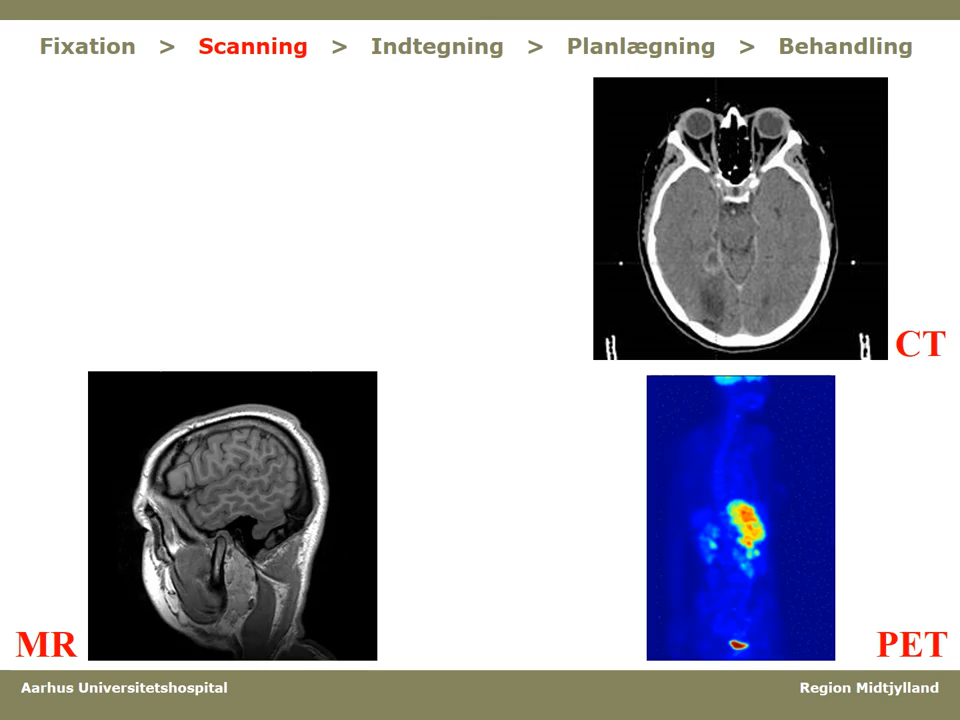 Fixation > Scanning > Indtegning > Planlægning > Behandling
CT
MR
PET
Aarhus Universitetshospital
Region Midtjylland